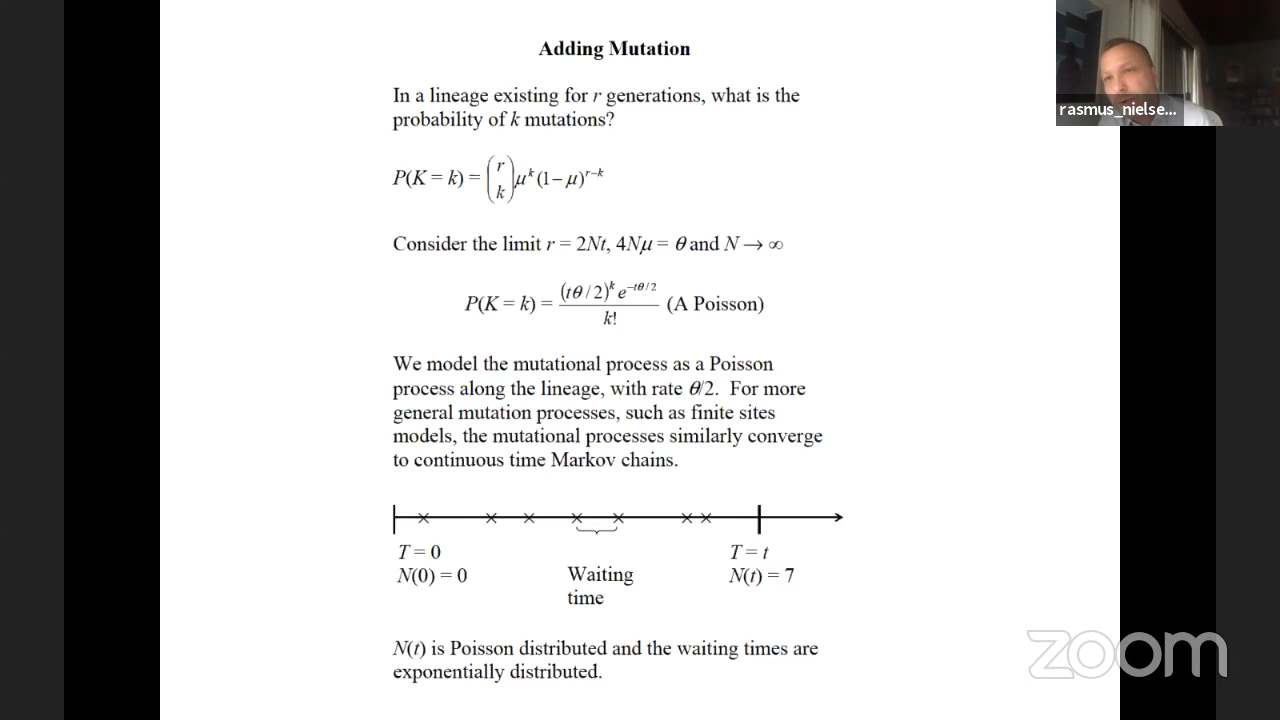 Adding Mutation
rasmus_nielse...
In a lineage existing for r generations, what is the
probability of k mutations?
P(K = k) = (r k) μ^k (1 − μ)^{r−k}
Consider the limit r = 2Nt, 4Nμ = θ and N → ∞
P(K = k) = (tθ / 2)^k e^{−tθ/2} / k! (A Poisson)
We model the mutational process as a Poisson
process along the lineage, with rate θ/2. For more
general mutation processes, such as finite sites
models, the mutational processes similarly converge
to continuous time Markov chains.
T = 0
N(0) = 0
Waiting
time
T = t
N(t) = 7
N(t) is Poisson distributed and the waiting times are
exponentially distributed.
zoom